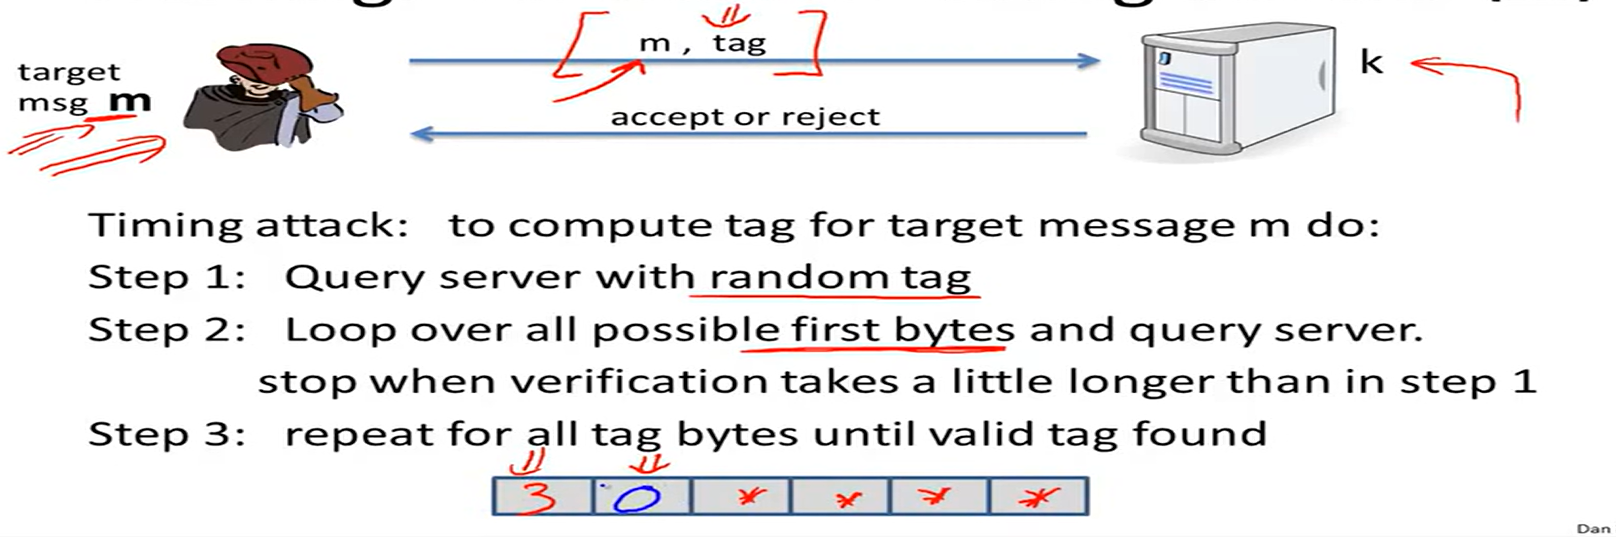 m , tag
target
msg m
k
accept or reject
Timing attack: to compute tag for target message m do:
Step 1: Query server with random tag
Step 2: Loop over all possible first bytes and query server.
stop when verification takes a little longer than in step 1
Step 3: repeat for all tag bytes until valid tag found
3 0 * * * *
Dan